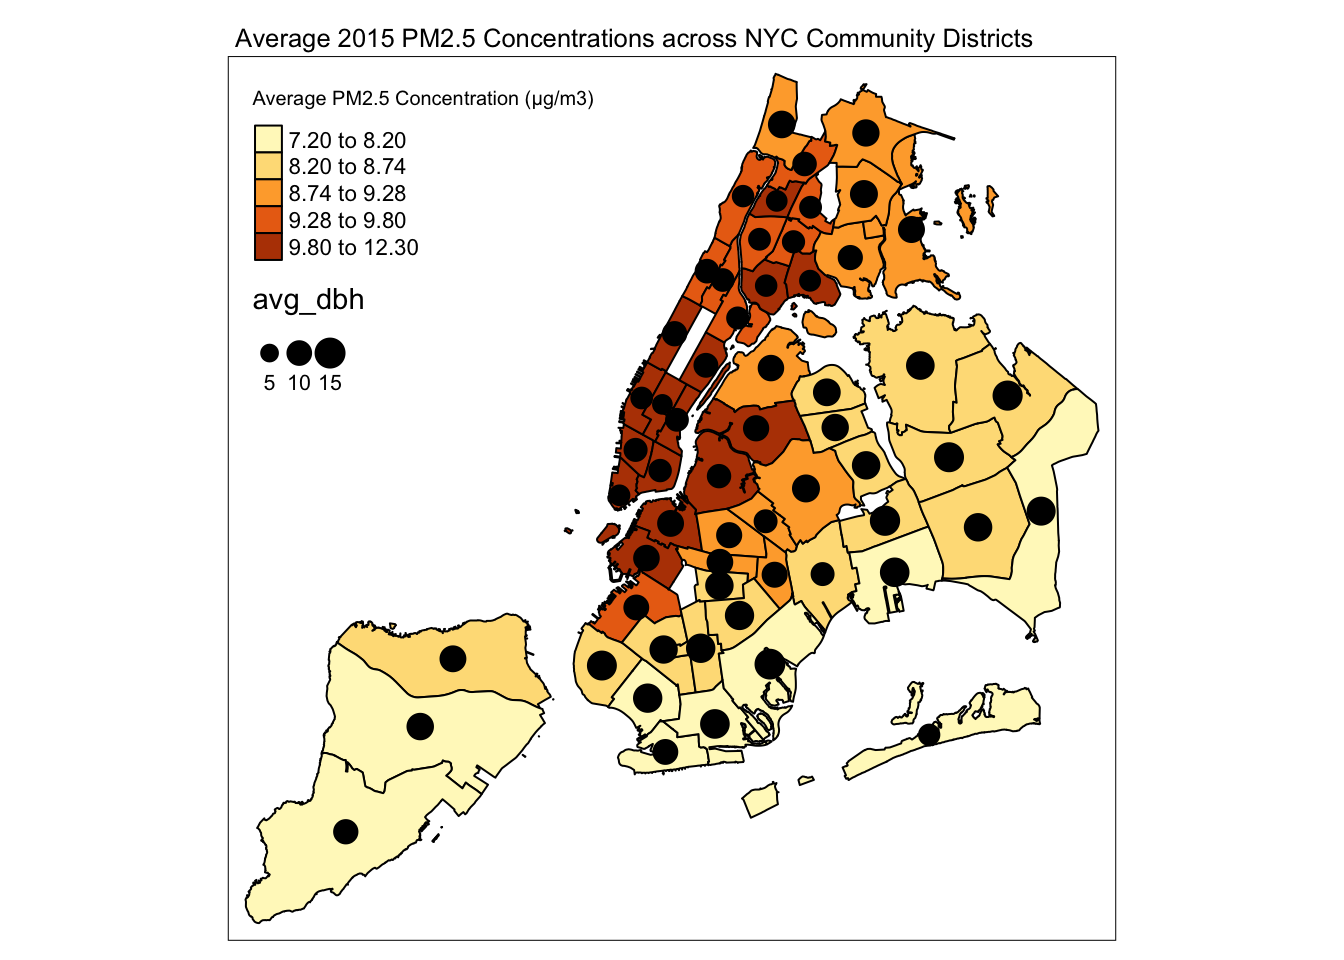 Average 2015 PM2.5 Concentrations across NYC Community Districts
Average PM2.5 Concentration (µg/m3)
7.20 to 8.20
8.20 to 8.74
8.74 to 9.28
9.28 to 9.80
9.80 to 12.30
avg_dbh
5 10 15